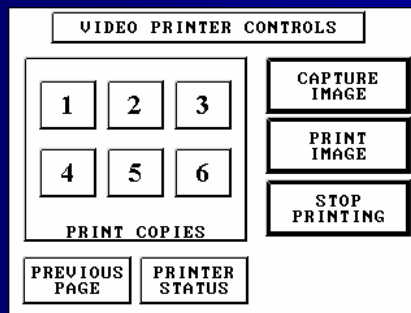 VIDEO PRINTER CONTROLS
1 2 3
4 5 6
PRINT COPIES
CAPTURE
IMAGE
PRINT
IMAGE
STOP
PRINTING
PREVIOUS
PAGE
PRINTER
STATUS